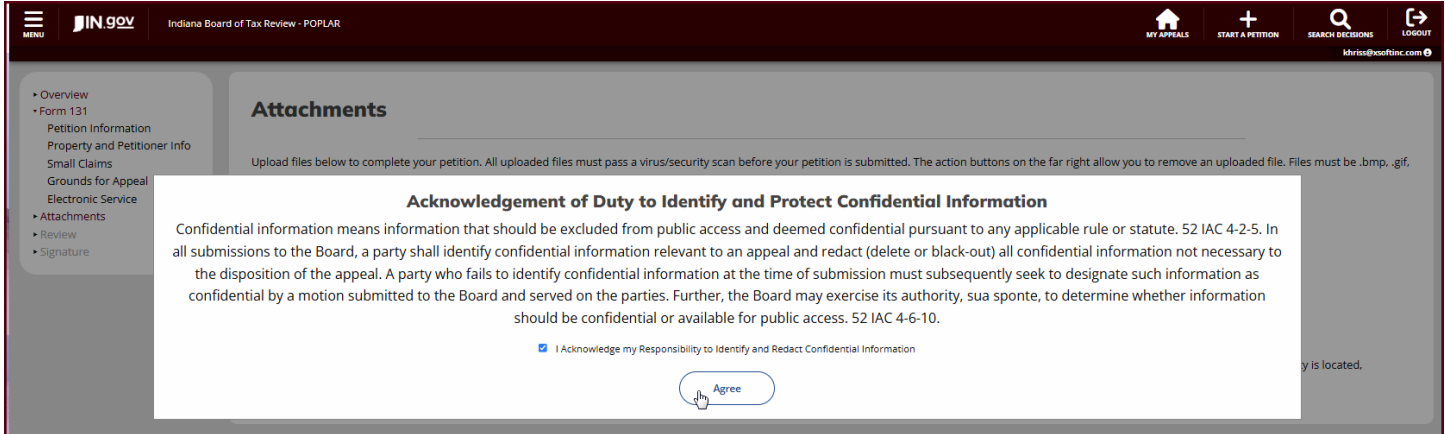 MENU
IN.gov
Indiana Board of Tax Review - POPLAR
MY APPEALS
START A PETITION
SEARCH DECISIONS
LOGOUT
khriss@xsoftinc.com
Overview
Form 131
Petition Information
Property and Petitioner Info
Small Claims
Grounds for Appeal
Electronic Service
Attachments
Review
Signature
Attachments
Upload files below to complete your petition. All uploaded files must pass a virus/security scan before your petition is submitted. The action buttons on the far right allow you to remove an uploaded file. Files must be .bmp, .gif,
Acknowledgement of Duty to Identify and Protect Confidential Information
Confidential information means information that should be excluded from public access and deemed confidential pursuant to any applicable rule or statute. 52 IAC 4-2-5. In
all submissions to the Board, a party shall identify confidential information relevant to an appeal and redact (delete or black-out) all confidential information not necessary to
the disposition of the appeal. A party who fails to identify confidential information at the time of submission must subsequently seek to designate such information as
confidential by a motion submitted to the Board and served on the parties. Further, the Board may exercise its authority, sua sponte, to determine whether information
should be confidential or available for public access. 52 IAC 4-6-10.
I Acknowledge my Responsibility to Identify and Redact Confidential Information
is located,
Agree